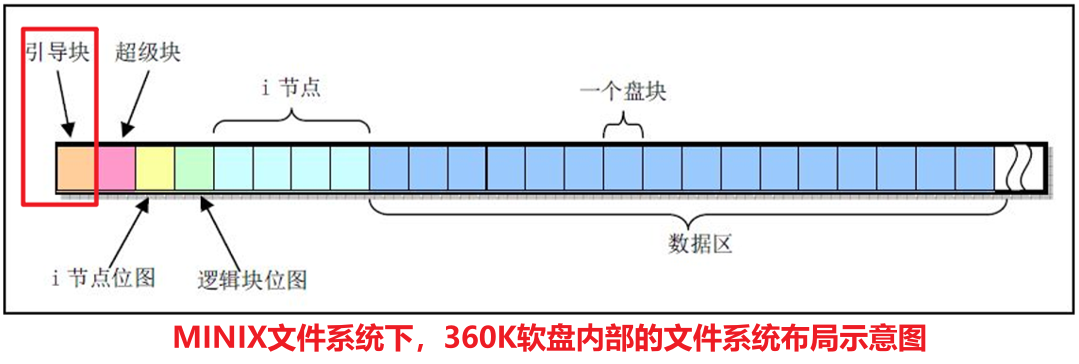 引导块 超级块
i 节点
一个盘块
数据区
i 节点位图
逻辑块位图
MINIX文件系统下，360K软盘内部的文件系统布局示意图